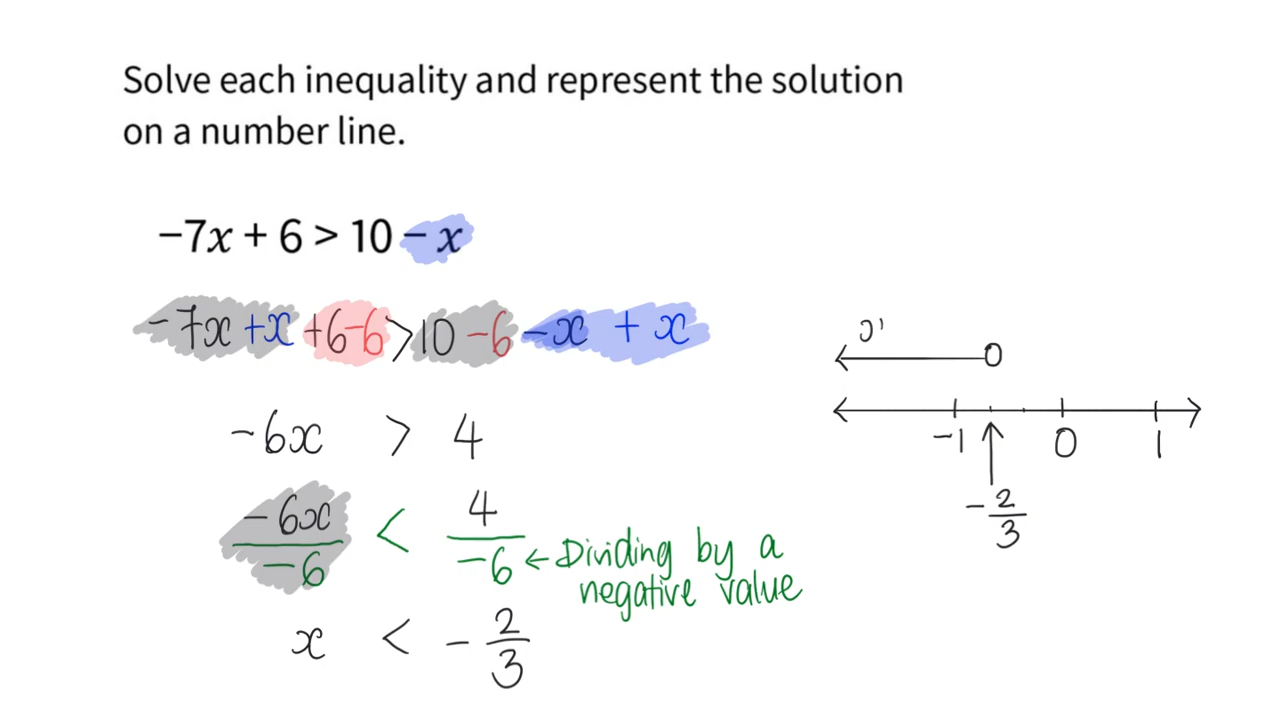 Solve each inequality and represent the solution
on a number line.
−7x + 6 > 10 − x
-7x +x +6-6 > 10 -6 -x + x
-6x > 4
-6x/-6 < 4/-6 ← Dividing by a
negative value
x < -2/3
-1 0 1
-2/3